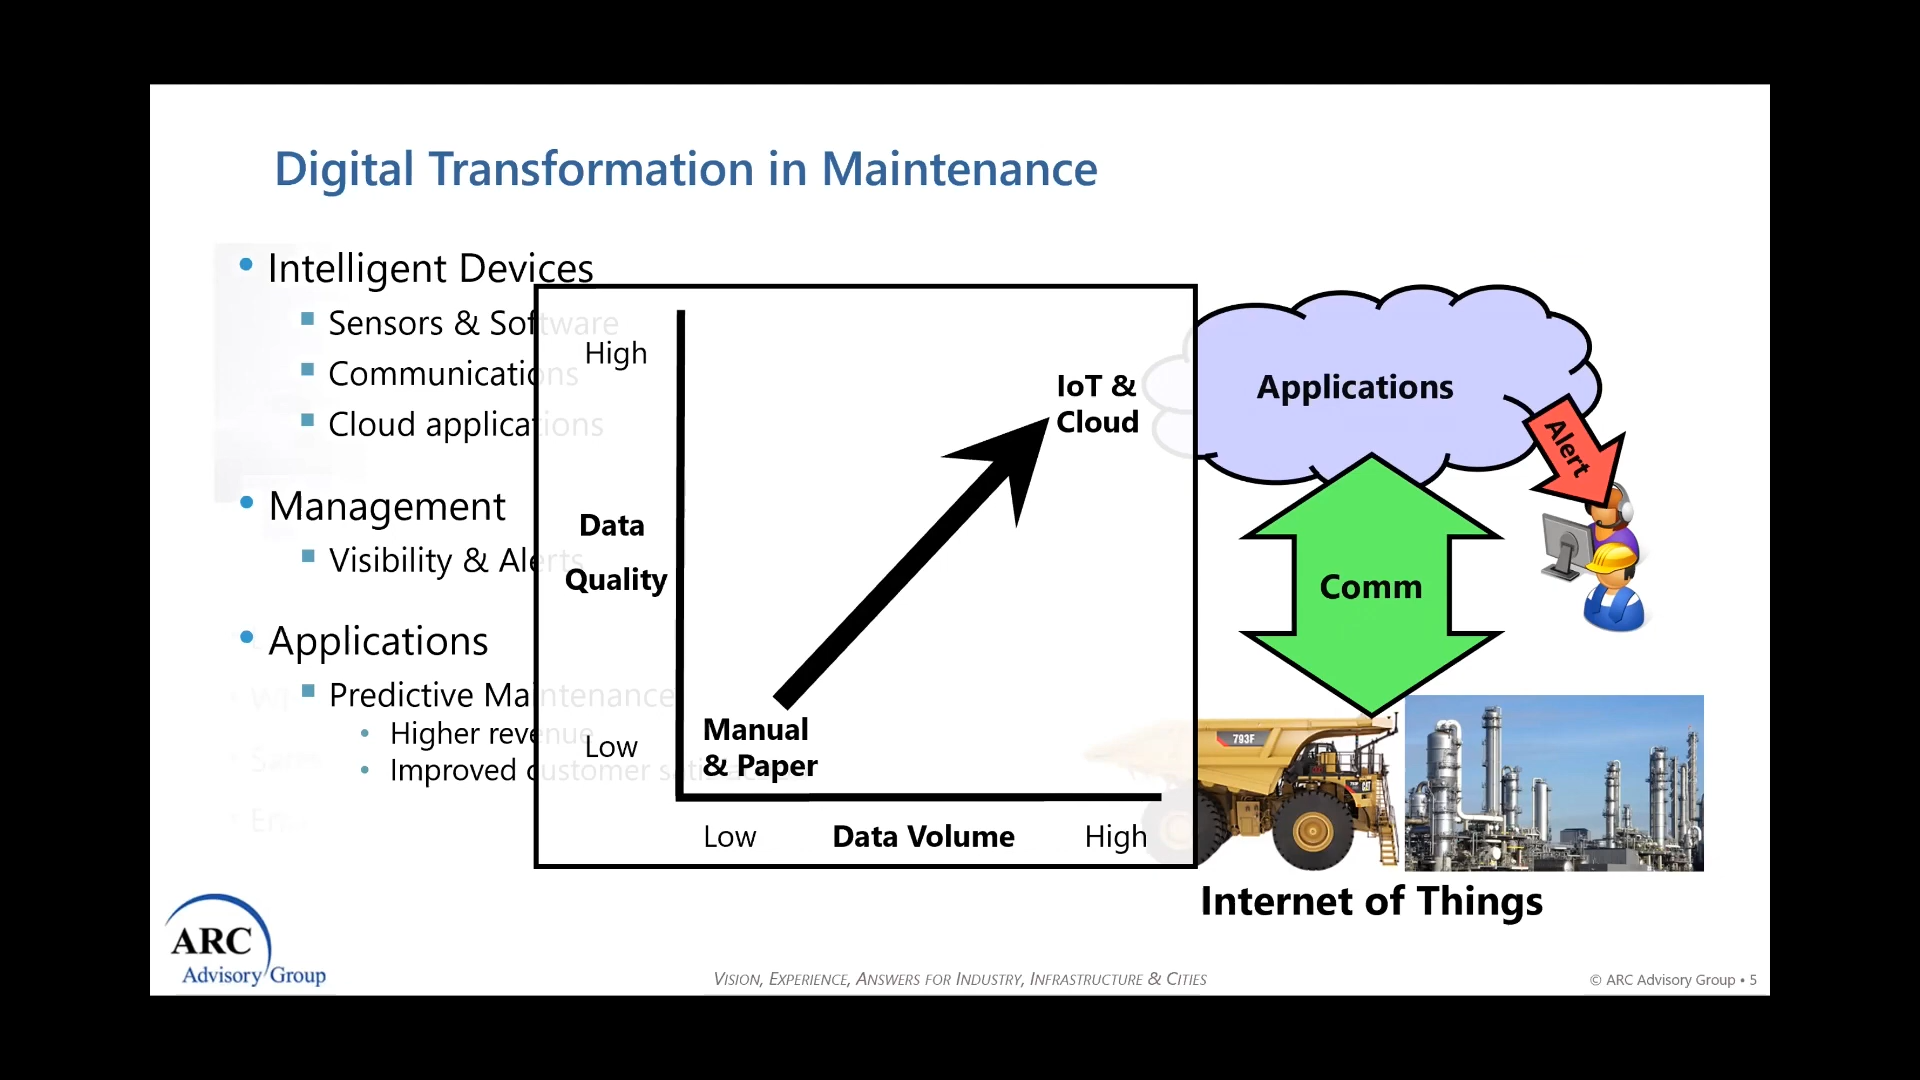 Digital Transformation in Maintenance
• Intelligent Devices
Sensors & Software
Communications
Cloud applications
• Management
Visibility & Alerts
• Applications
Predictive Maintenance
• Higher revenue
• Improved customer
High
Data
Quality
Low
IoT &
Cloud
Manual
& Paper
Low Data Volume High
Applications
Alert
Comm
793F
CAT
Internet of Things
ARC
Advisory Group
VISION, EXPERIENCE, ANSWERS FOR INDUSTRY, INFRASTRUCTURE & CITIES
© ARC Advisory Group • 5